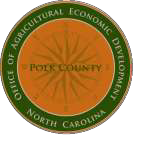 Office of Agricultural Economic Development
Polk County
North Carolina